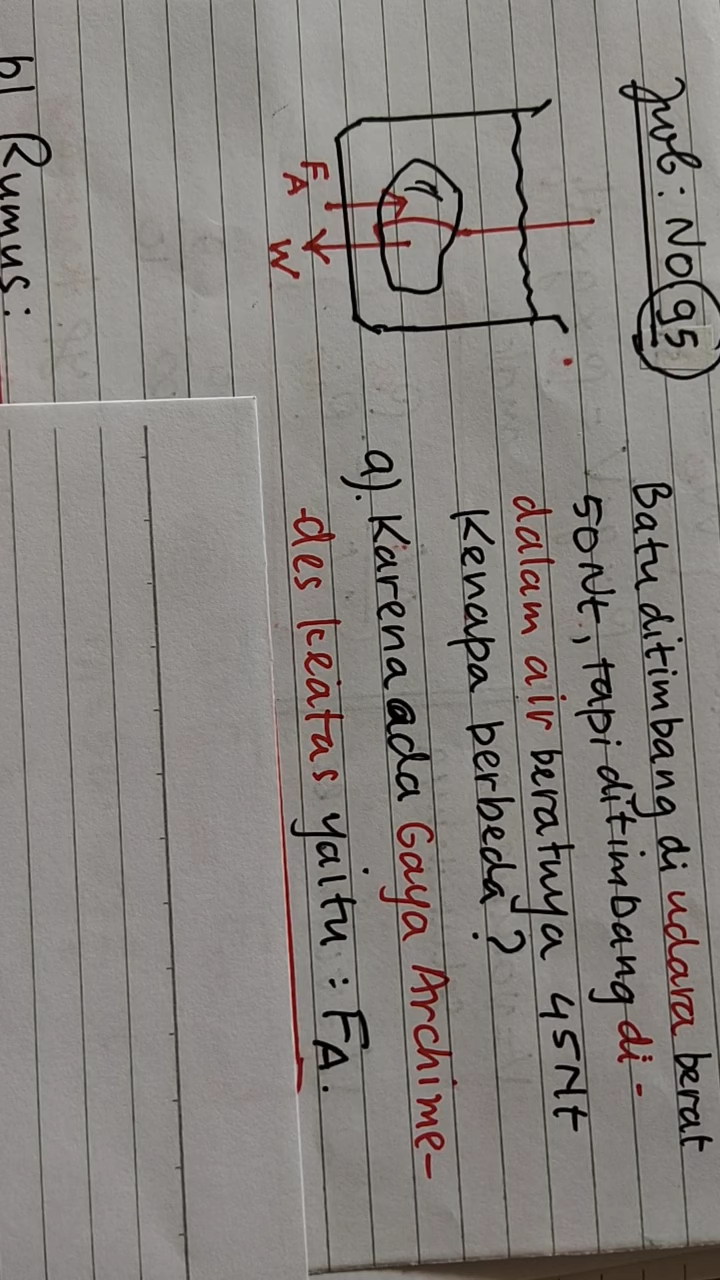 Jwb: No 95
Batu ditimbang di udara berat
50Nt, tapi ditimbang di-
dalam air beratnya 45Nt
Kenapa berbeda?
FA
W
a). Karena ada Gaya Archime-
-des keatas yaitu: FA.
b) Rumus: